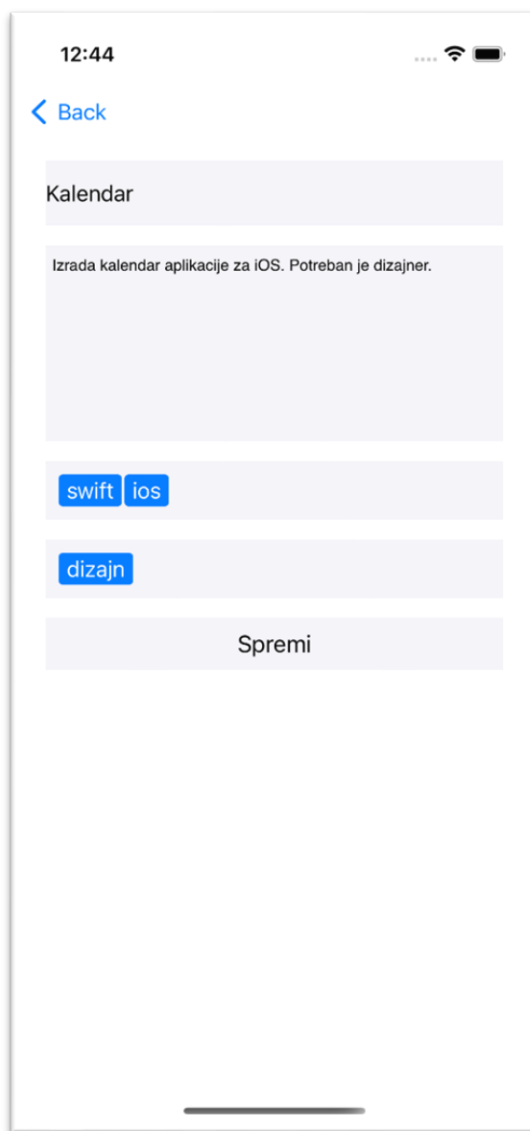 12:44
Back
Kalendar
Izrada kalendar aplikacije za iOS. Potreban je dizajner.
swift ios
dizajn
Spremi